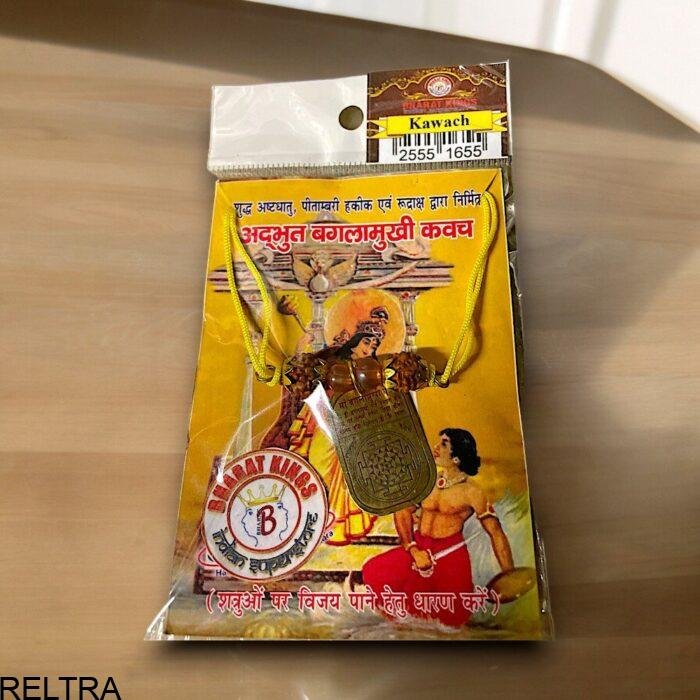 BHARAT KINGS
Kawach
2555 1655
शुद्ध अष्टधातु, पीताम्बरी हकीक एवं रूद्राक्ष द्वारा निर्मित
अद्भुत बगलामुखी कवच
BHARAT KINGS
B
indian superstore
(शत्रुओं पर विजय पाने हेतु धारण करें)
RELTRA